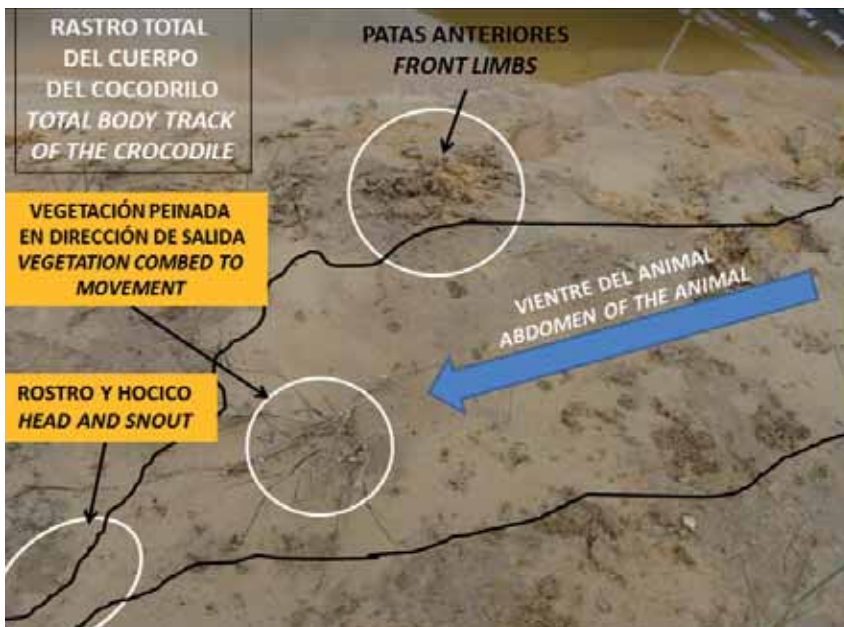 RASTRO TOTAL
DEL CUERPO
DEL COCODRILO
TOTAL BODY TRACK
OF THE CROCODILE
PATAS ANTERIORES
FRONT LIMBS
VEGETACIÓN PEINADA
EN DIRECCIÓN DE SALIDA
VEGETATION COMBED TO
MOVEMENT
VIENTRE DEL ANIMAL
ABDOMEN OF THE ANIMAL
ROSTRO Y HOCICO
HEAD AND SNOUT